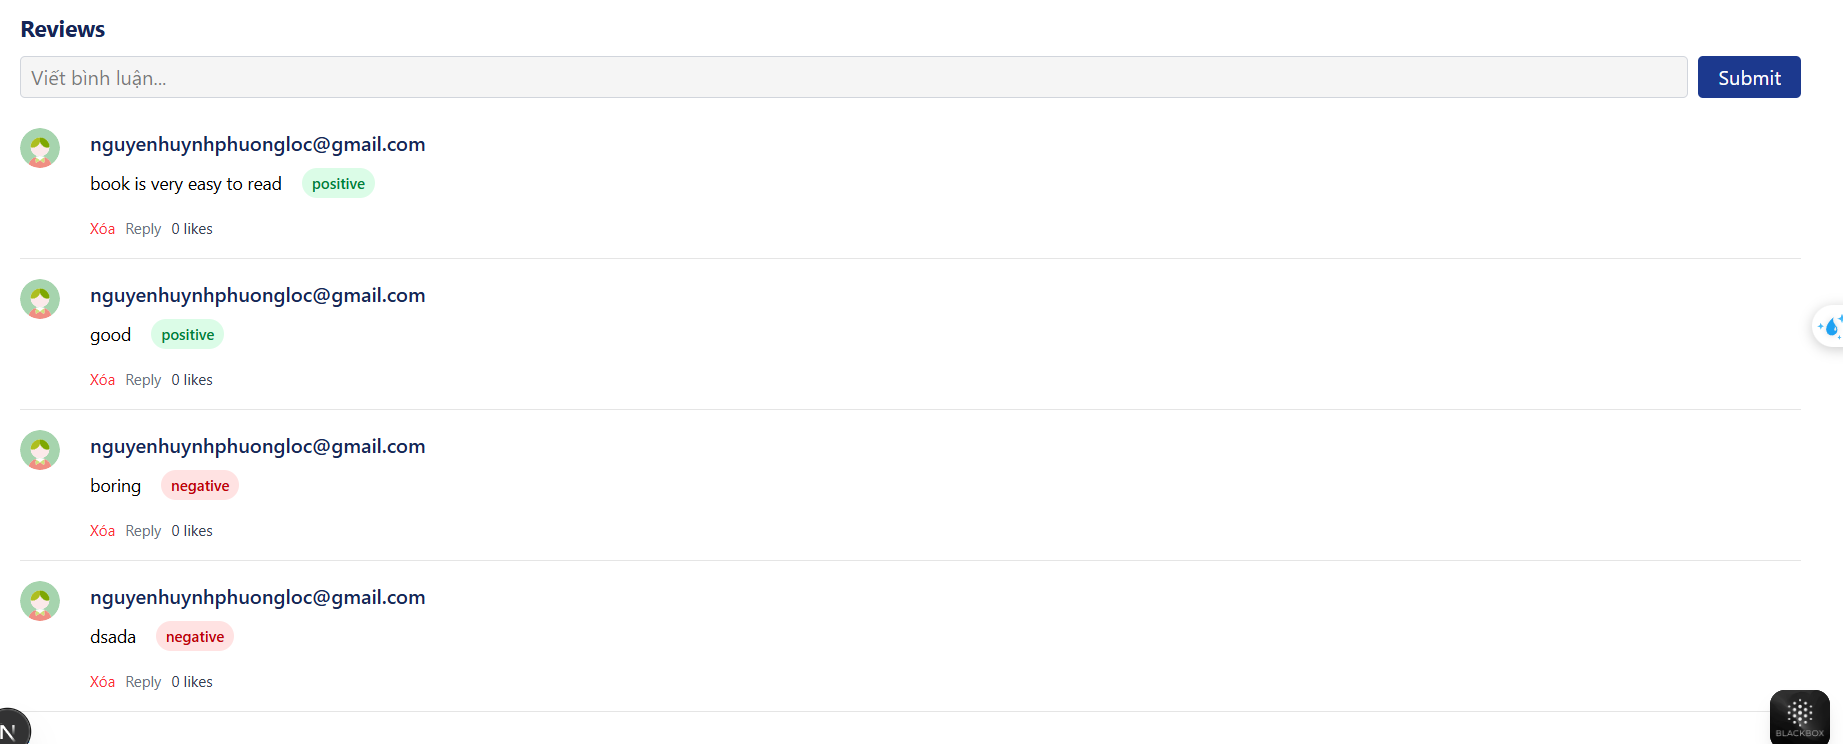 Reviews
Viết bình luận...
Submit
nguyenhuynhphuongloc@gmail.com
book is very easy to read positive
Xóa Reply 0 likes
nguyenhuynhphuongloc@gmail.com
good positive
Xóa Reply 0 likes
nguyenhuynhphuongloc@gmail.com
boring negative
Xóa Reply 0 likes
nguyenhuynhphuongloc@gmail.com
dsada negative
Xóa Reply 0 likes
N
BLACKBOX